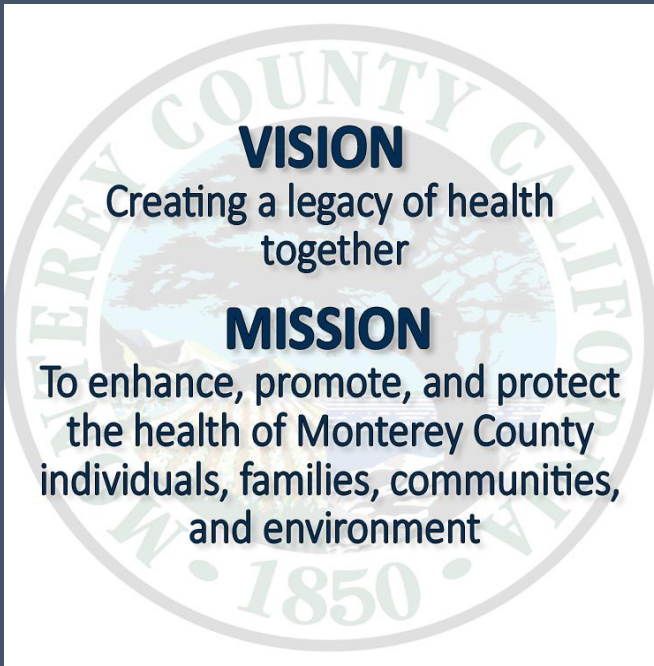 VISION
Creating a legacy of health
together
MISSION
To enhance, promote, and protect
the health of Monterey County
individuals, families, communities,
and environment
MONTEREY COUNTY CALIFORNIA
• 1850 •